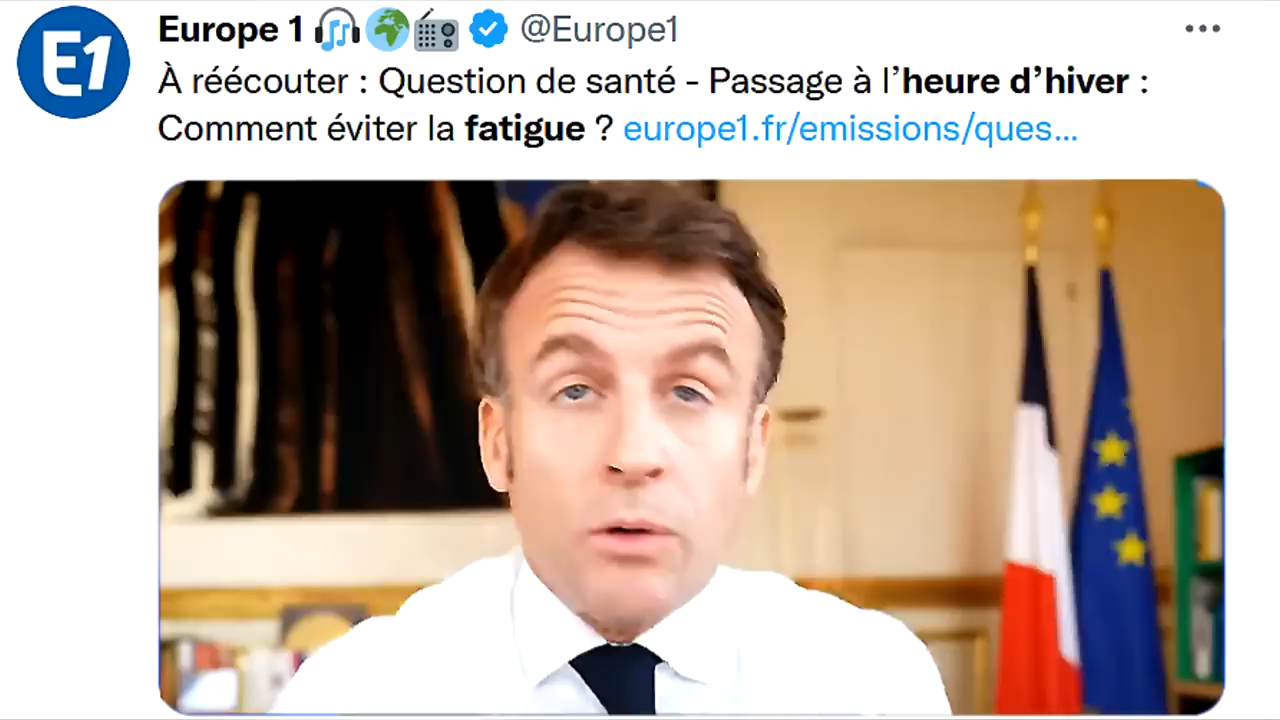 E1
Europe 1 🎧🌍📻 @Europe1
À réécouter : Question de santé - Passage à l’heure d’hiver :
Comment éviter la fatigue ? europe1.fr/emissions/ques...